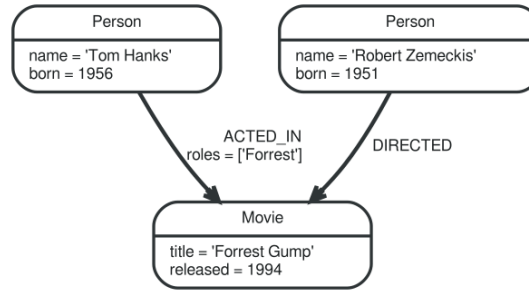 Person
name = 'Tom Hanks'
born = 1956
Person
name = 'Robert Zemeckis'
born = 1951
ACTED_IN
roles = ['Forrest']
DIRECTED
Movie
title = 'Forrest Gump'
released = 1994